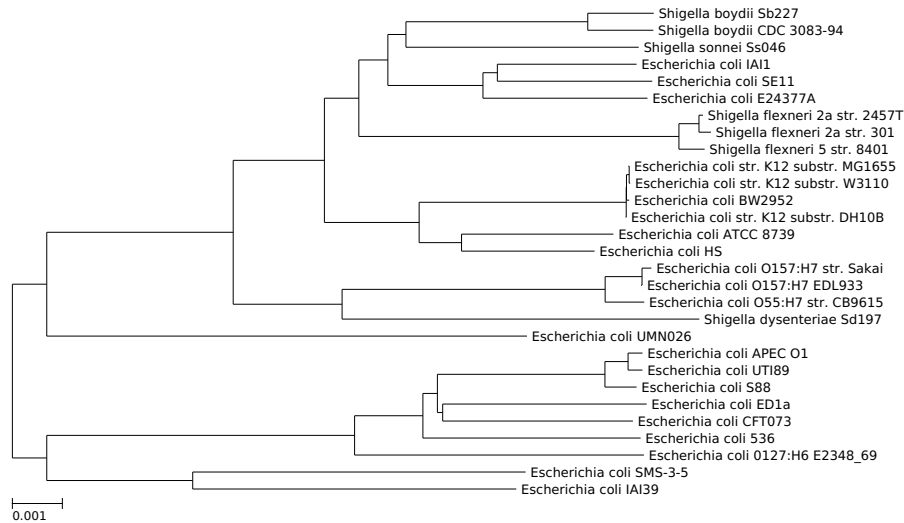 Shigella boydii Sb227
Shigella boydii CDC 3083-94
Shigella sonnei Ss046
Escherichia coli IAI1
Escherichia coli SE11
Escherichia coli E24377A
Shigella flexneri 2a str. 2457T
Shigella flexneri 2a str. 301
Shigella flexneri 5 str. 8401
Escherichia coli str. K12 substr. MG1655
Escherichia coli str. K12 substr. W3110
Escherichia coli BW2952
Escherichia coli str. K12 substr. DH10B
Escherichia coli ATCC 8739
Escherichia coli HS
Escherichia coli O157:H7 str. Sakai
Escherichia coli O157:H7 EDL933
Escherichia coli O55:H7 str. CB9615
Shigella dysenteriae Sd197
Escherichia coli UMN026
Escherichia coli APEC O1
Escherichia coli UTI89
Escherichia coli S88
Escherichia coli ED1a
Escherichia coli CFT073
Escherichia coli 536
Escherichia coli 0127:H6 E2348_69
Escherichia coli SMS-3-5
Escherichia coli IAI39
0.001